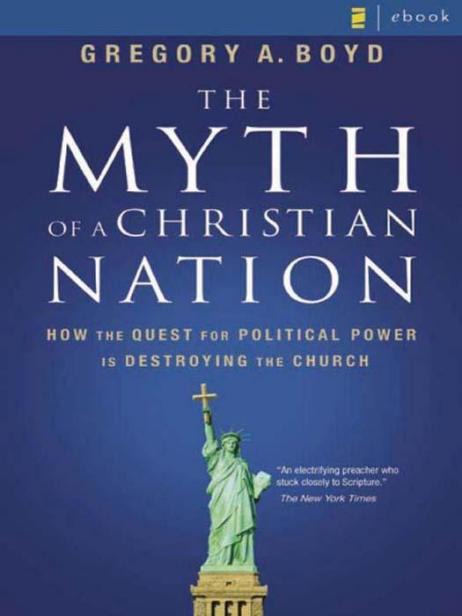 ebook
GREGORY A. BOYD
THE
MYTH
OF A CHRISTIAN
NATION
HOW THE QUEST FOR POLITICAL POWER
IS DESTROYING THE CHURCH
"An electrifying preacher who
stuck closely to Scripture."
The New York Times